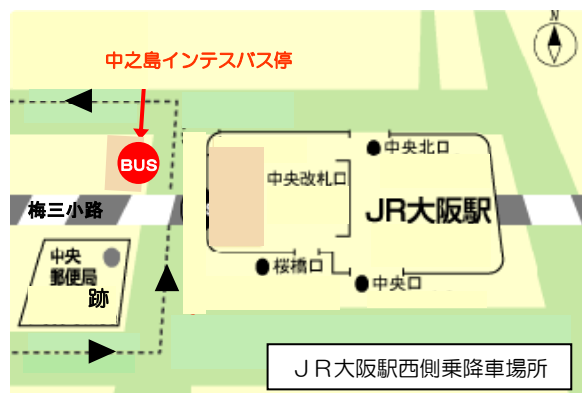 N
中之島インテスバス停
BUS
中央北口
中央改札口
JR大阪駅
梅三小路
中央
郵便局
跡
桜橋口
中央口
ＪＲ大阪駅西側乗降車場所